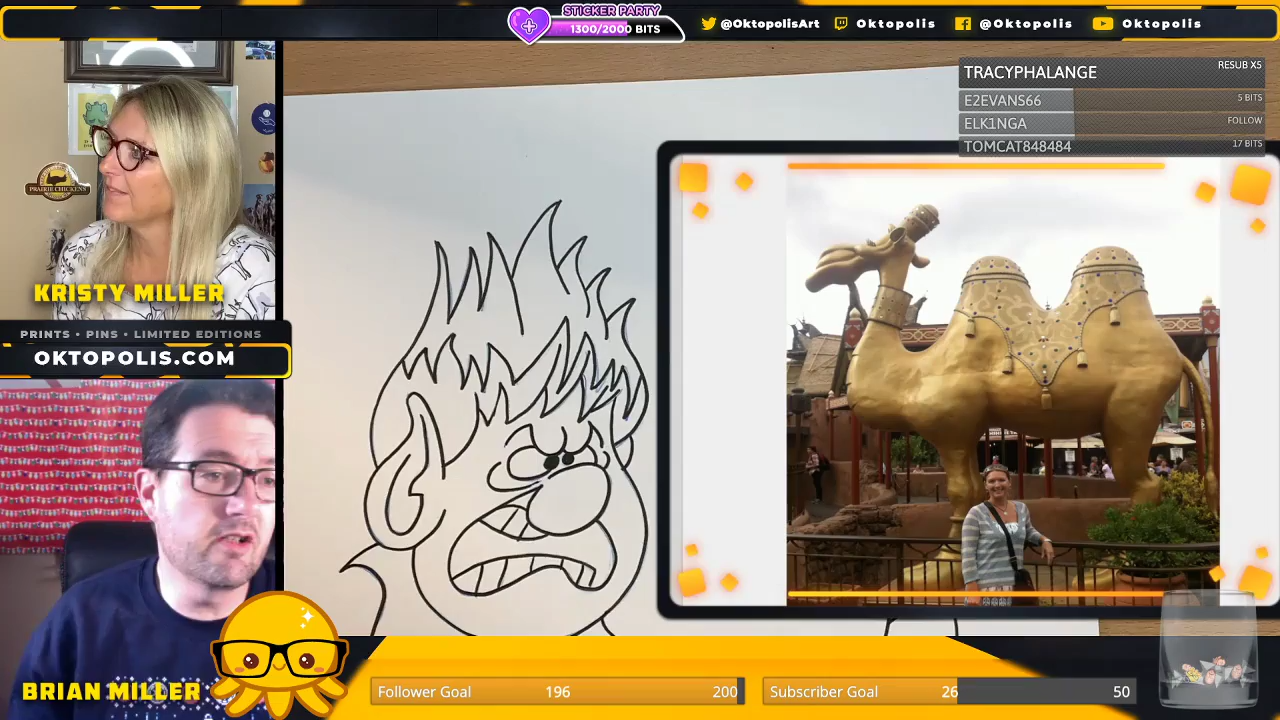 STICKER PARTY
1300/2000 BITS
@OktopolisArt
Oktopolis
@Oktopolis
Oktopolis
TRACYPHALANGE
RESUB X5
E2EVANS66
5 BITS
ELK1NGA
FOLLOW
TOMCAT848484
17 BITS
PRAIRIE CHICKENS
KRISTY MILLER
PRINTS • PINS • LIMITED EDITIONS
OKTOPOLIS.COM
BRIAN MILLER
Follower Goal
196
200
Subscriber Goal
26
50